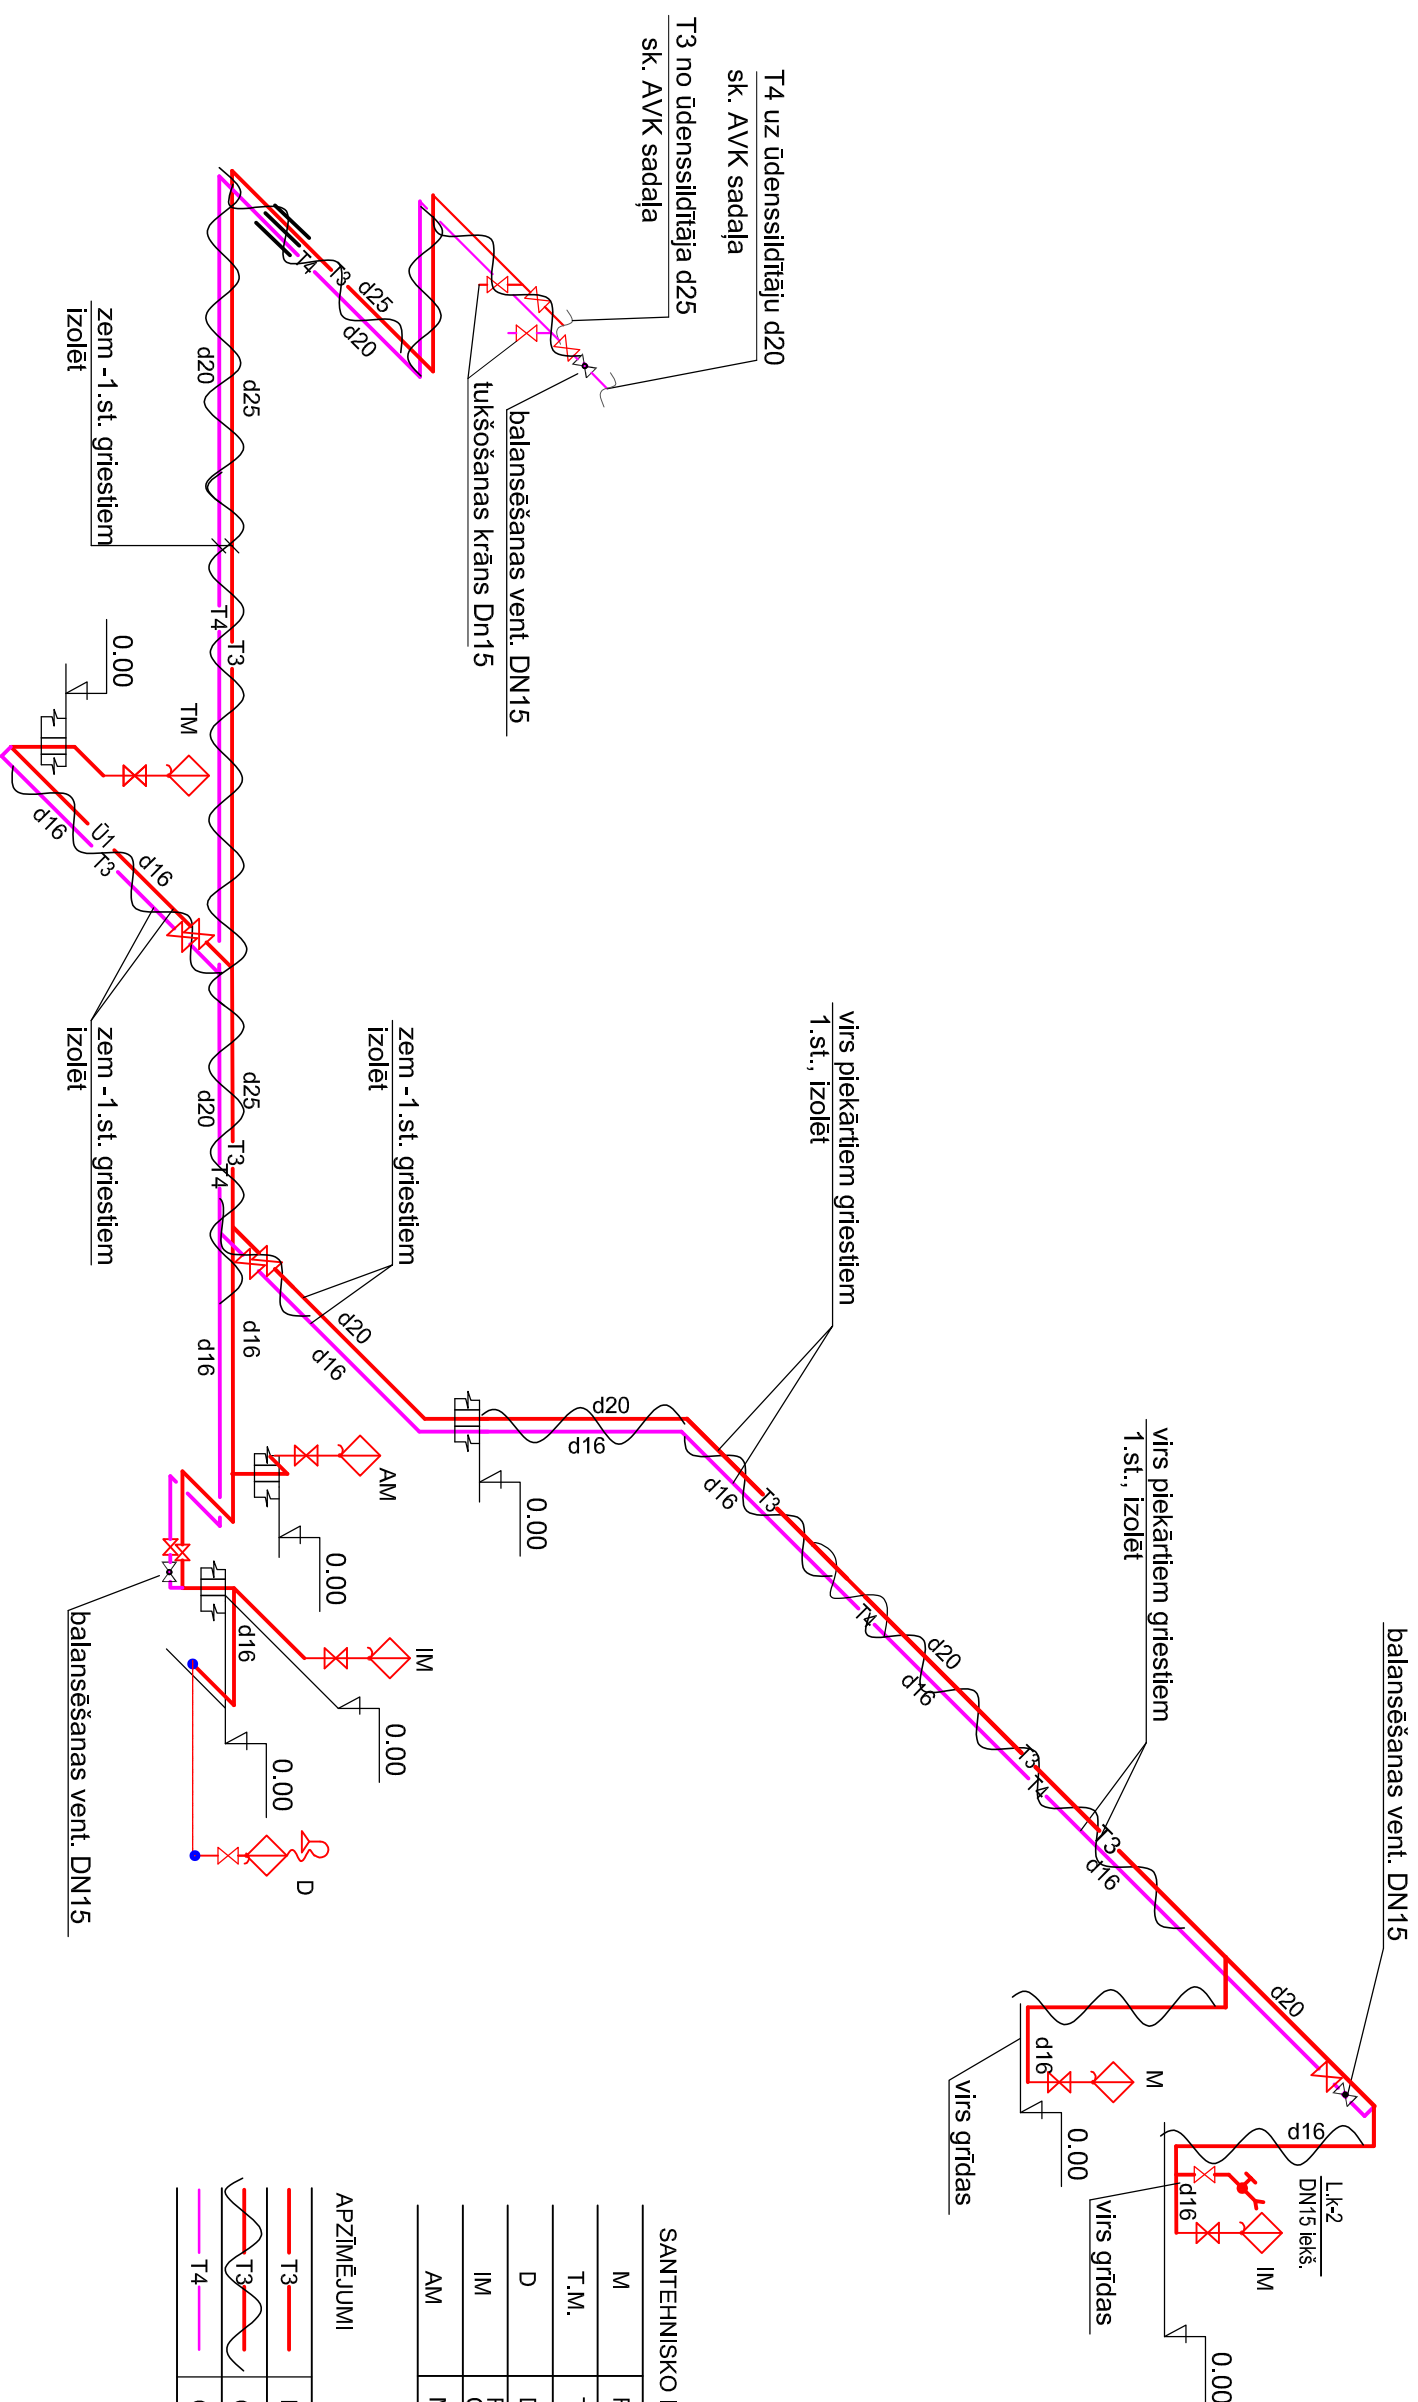 T4 uz ūdenssildītāju d20
sk. AVK sadaļa
T3 no ūdenssildītāja d25
sk. AVK sadaļa
balansēšanas vent. DN15
tukšošanas krāns Dn15
T3
T4
d25
d20
d25
d20
zem -1.st. griestiem
izolēt
T3
T4
0.00
TM
d16
Ū1
T3
d16
zem -1.st. griestiem
izolēt
d25
d20
T3
T4
zem -1.st. griestiem
izolēt
d20
d16
d16
d16
d20
d16
0.00
AM
0.00
IM
0.00
d16
0.00
D
balansēšanas vent. DN15
virs piekārtiem griestiem
1.st., izolēt
d16
T3
T4
d20
d16
T3
T4
virs piekārtiem griestiem
1.st., izolēt
T3
d16
d20
balansēšanas vent. DN15
d16
M
0.00
virs grīdas
d16
L.k-2
DN15 iekš.
d16
IM
virs grīdas
0.00
SANTEHNISKO
M
T.M.
D
IM
AM
APZĪMĒJUMI
T3
T3
T4